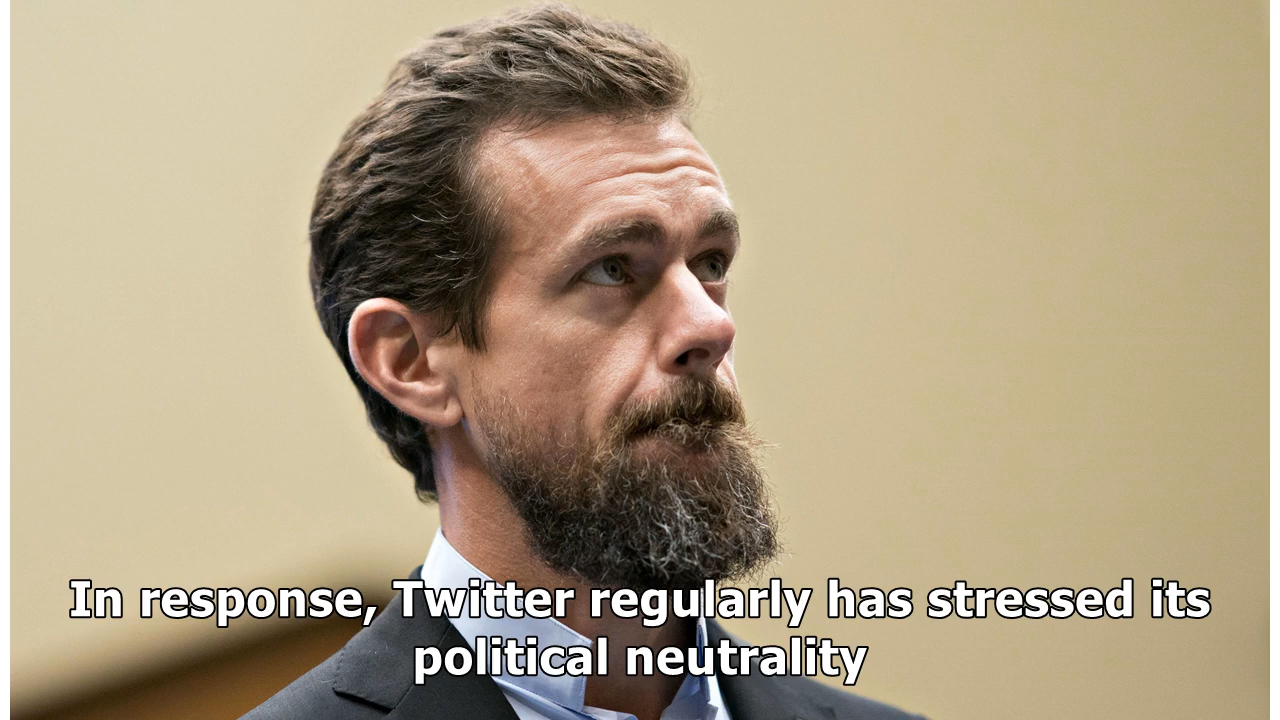 In response, Twitter regularly has stressed its
political neutrality